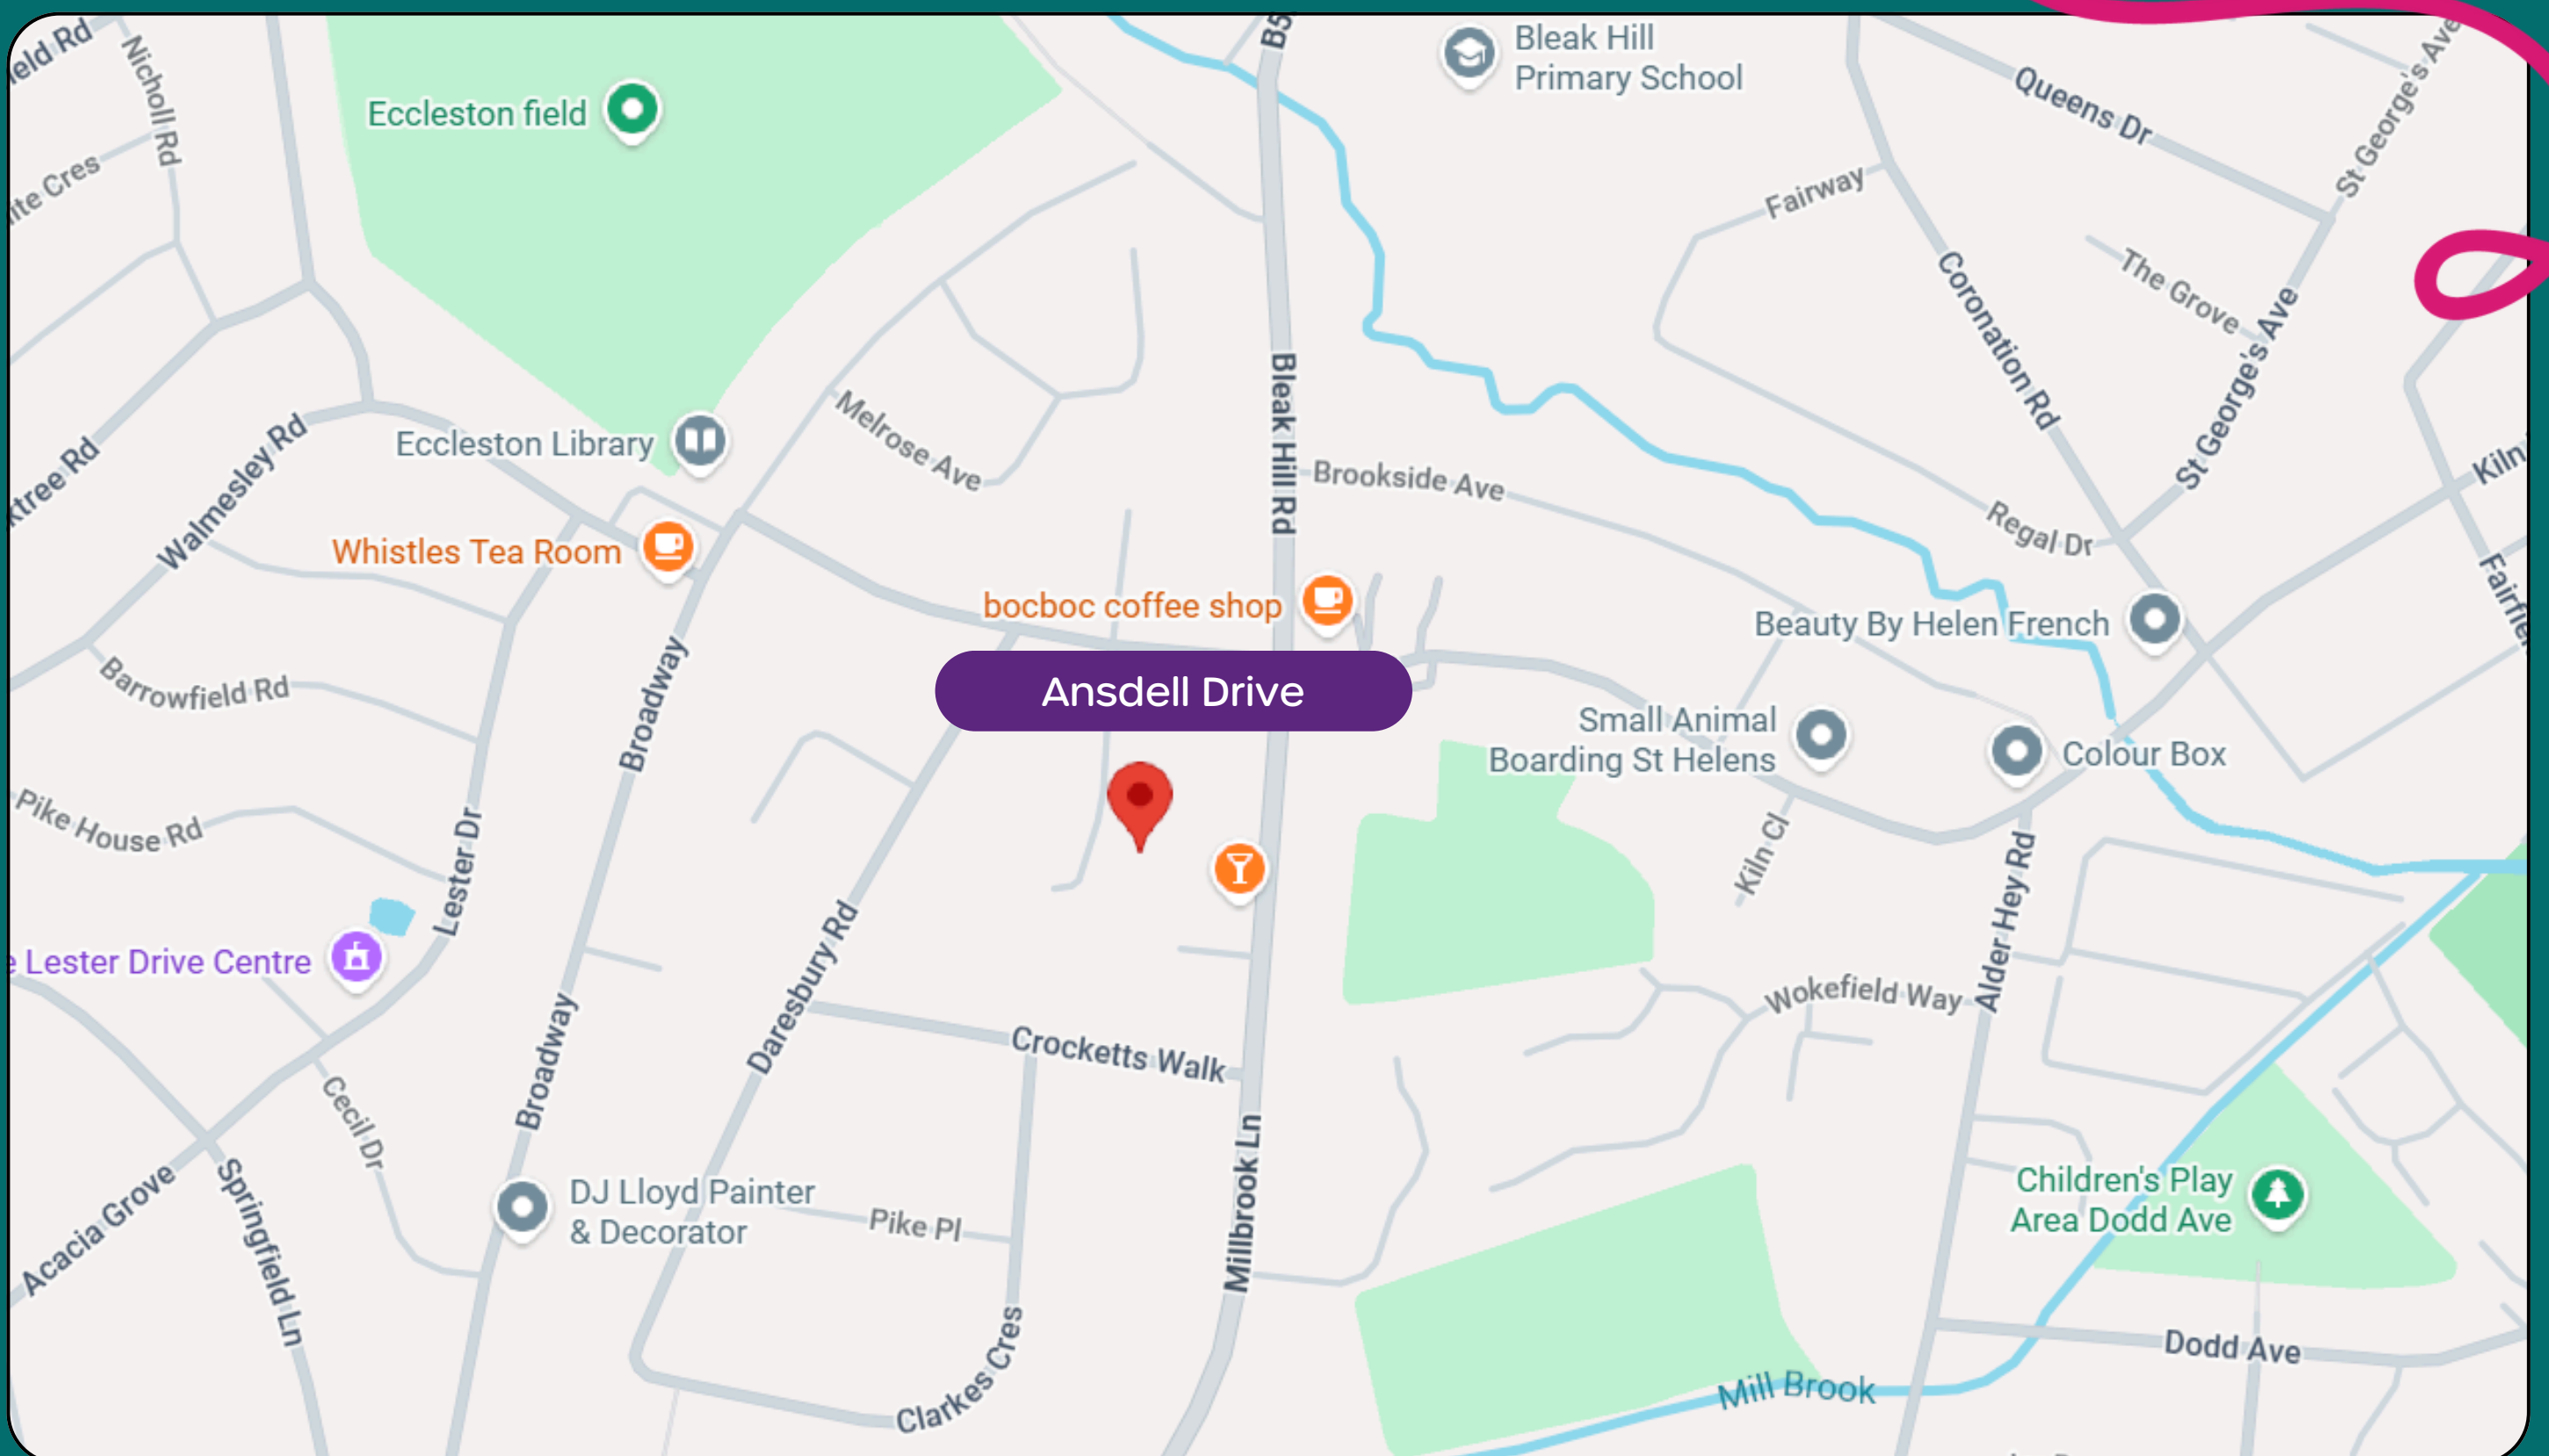 B5
Bleak Hill
Primary School
Nicholl Rd
Queens Dr
St George's Ave
Eccleston field
Fairway
The Grove
Coronation Rd
St George's Ave
Bleak Hill Rd
Melrose Ave
Eccleston Library
Walmesley Rd
Brookside Ave
Kiln
Regal Dr
Whistles Tea Room
bocboc coffee shop
Beauty By Helen French
Barrowfield Rd
Broadway
Ansdell Drive
Small Animal
Boarding St Helens
Colour Box
Pike House Rd
Kiln Cl
Lester Dr
Alder Hey Rd
Lester Drive Centre
Daresbury Rd
Wokefield Way
Broadway
Crocketts Walk
Cecil Dr
Millbrook Ln
Acacia Grove
Springfield Ln
DJ Lloyd Painter
& Decorator
Pike Pl
Children's Play
Area Dodd Ave
Clarkes Cres
Dodd Ave
Mill Brook